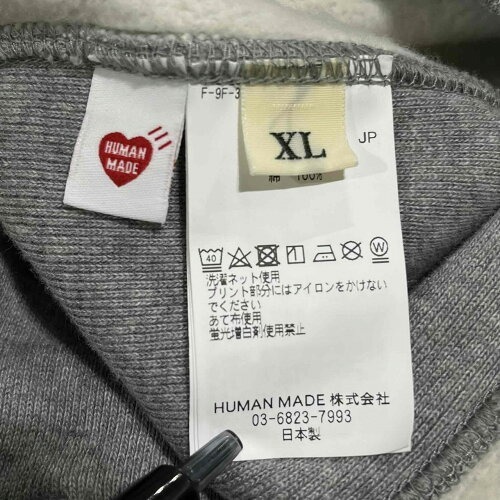 HUMAN
MADE
F-9F-3
XL
JP
綿 100%
40
W
洗濯ネット使用
プリント部分にはアイロンをかけない
でください
あて布使用
蛍光増白剤使用禁止
HUMAN MADE 株式会社
03-6823-7993
日本製